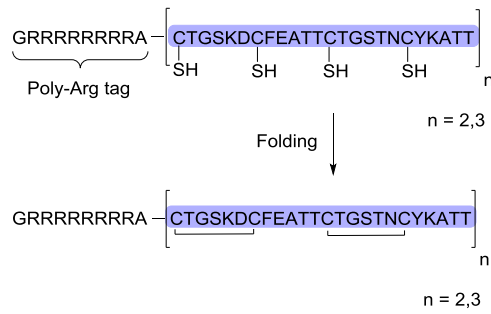 GRRRRRRRRA
CTGSKDCFEATTCTGSTNCYKATT
SH SH SH SH
n
Poly-Arg tag
n = 2,3
Folding
GRRRRRRRRA
CTGSKDCFEATTCTGSTNCYKATT
n
n = 2,3